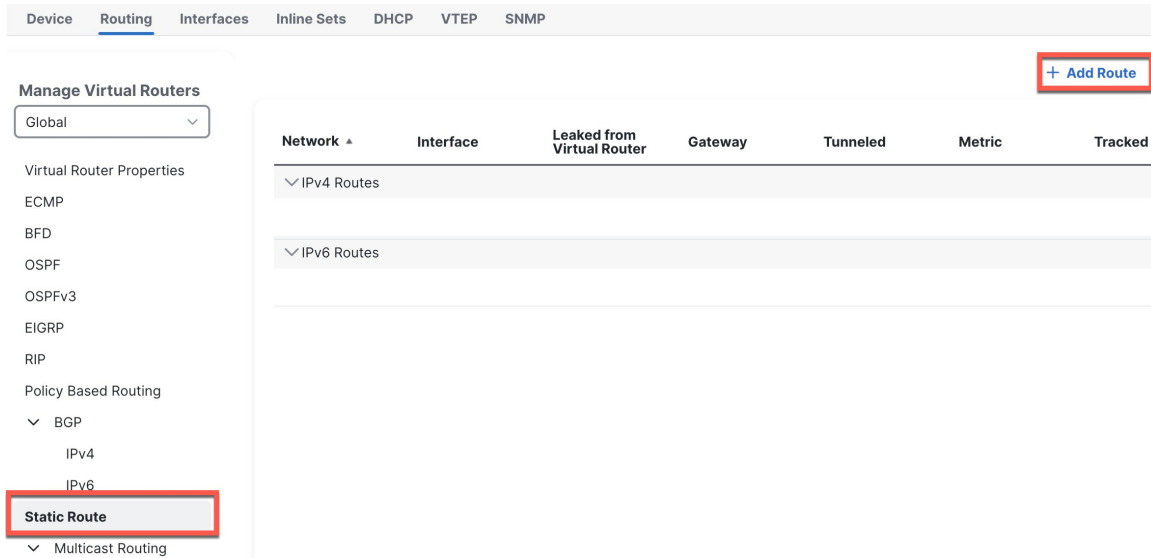 Device Routing Interfaces Inline Sets DHCP VTEP SNMP
+ Add Route
Manage Virtual Routers
Global
Virtual Router Properties
ECMP
BFD
OSPF
OSPFv3
EIGRP
RIP
Policy Based Routing
BGP
IPv4
IPv6
Static Route
Multicast Routing
Network Interface Leaked from Virtual Router Gateway Tunneled Metric Tracked
IPv4 Routes
IPv6 Routes